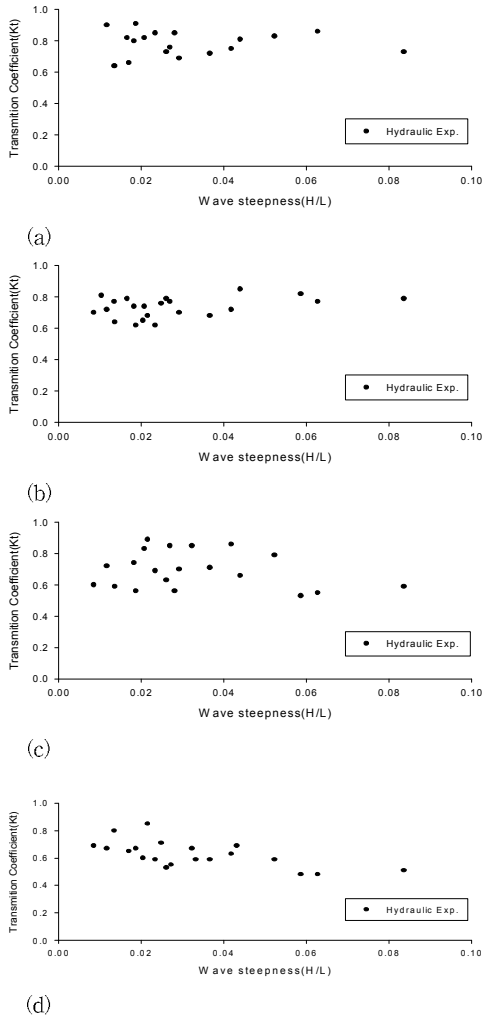 Transmition Coefficient(Kt)
1.0
0.8
0.6
0.4
0.2
0.0
Hydraulic Exp.
0.00 0.02 0.04 0.06 0.08 0.10
Wave steepness(H/L)
(a)
Transmition Coefficient(Kt)
1.0
0.8
0.6
0.4
0.2
0.0
Hydraulic Exp.
0.00 0.02 0.04 0.06 0.08 0.10
Wave steepness(H/L)
(b)
Transmition Coefficient(Kt)
1.0
0.8
0.6
0.4
0.2
0.0
Hydraulic Exp.
0.00 0.02 0.04 0.06 0.08 0.10
Wave steepness(H/L)
(c)
Transmition Coefficient(Kt)
1.0
0.8
0.6
0.4
0.2
0.0
Hydraulic Exp.
0.00 0.02 0.04 0.06 0.08 0.10
Wave steepness(H/L)
(d)